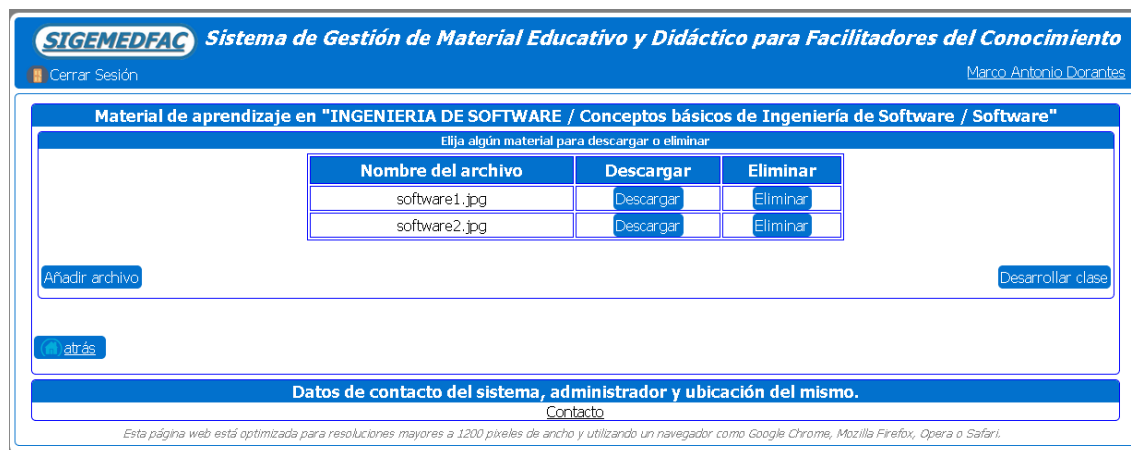 SIGEMEDFAC Sistema de Gestión de Material Educativo y Didáctico para Facilitadores del Conocimiento
Cerrar Sesión Marco Antonio Dorantes
Material de aprendizaje en "INGENIERIA DE SOFTWARE / Conceptos básicos de Ingeniería de Software / Software"
Elija algún material para descargar o eliminar
Nombre del archivo Descargar Eliminar
software1.jpg Descargar Eliminar
software2.jpg Descargar Eliminar
Añadir archivo Desarrollar clase
atrás
Datos de contacto del sistema, administrador y ubicación del mismo.
Contacto
Esta página web está optimizada para resoluciones mayores a 1200 pixeles de ancho y utilizando un navegador como Google Chrome, Mozilla Firefox, Opera o Safari.